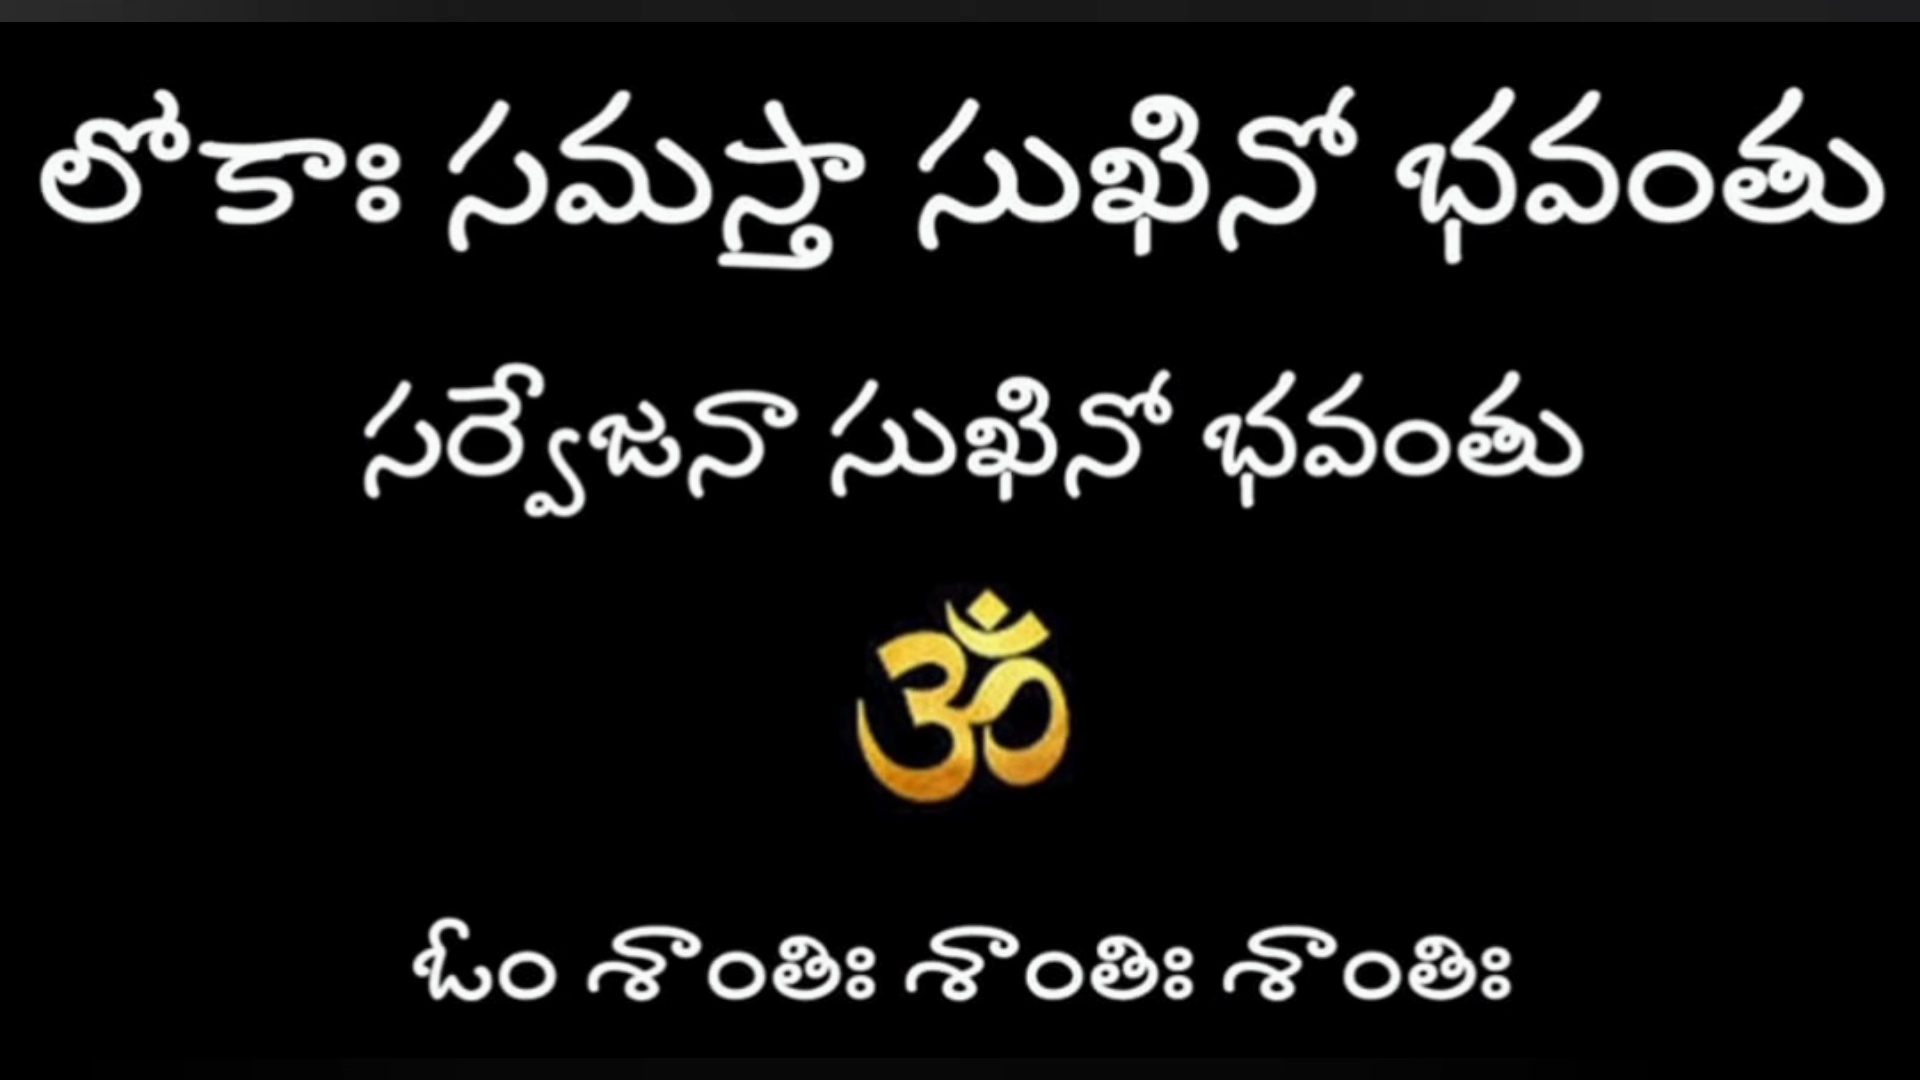 లోకాః సమస్తా సుఖినో భవంతు
సర్వేజనా సుఖినో భవంతు
ॐ
ఓం శాంతిః శాంతిః శాంతిః